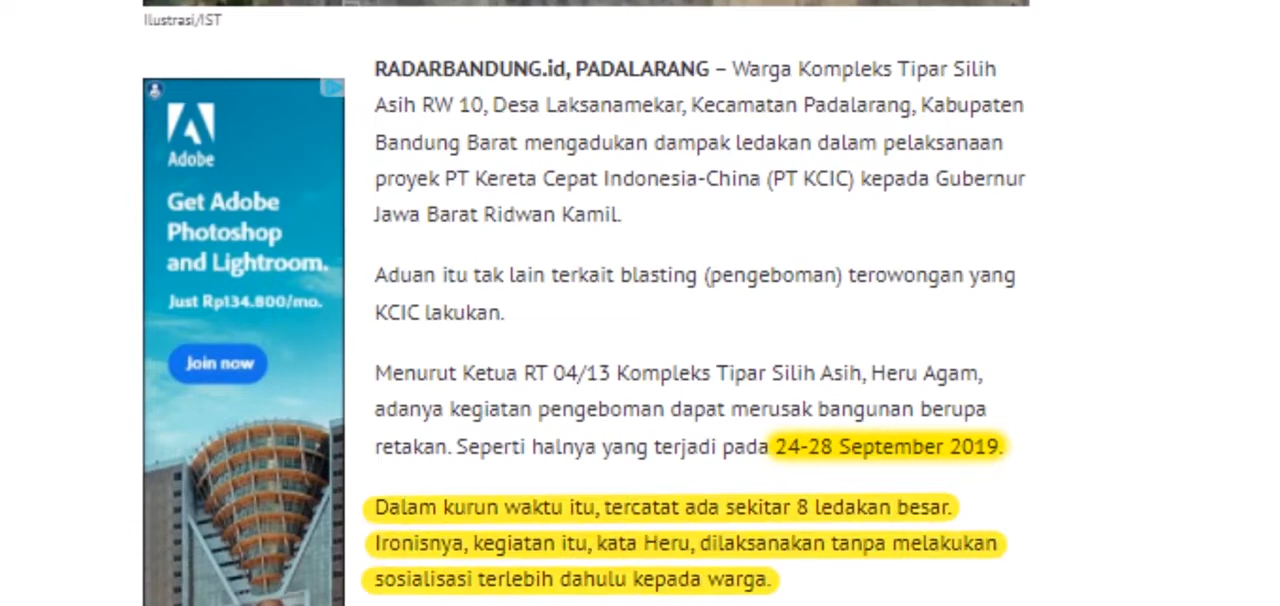 Ilustrasi/IST
Adobe
Get Adobe
Photoshop
and Lightroom.
Just Rp134.800/mo.
Join now
RADARBANDUNG.id, PADALARANG – Warga Kompleks Tipar Silih
Asih RW 10, Desa Laksanamekar, Kecamatan Padalarang, Kabupaten
Bandung Barat mengadukan dampak ledakan dalam pelaksanaan
proyek PT Kereta Cepat Indonesia-China (PT KCIC) kepada Gubernur
Jawa Barat Ridwan Kamil.
Aduan itu tak lain terkait blasting (pengeboman) terowongan yang
KCIC lakukan.
Menurut Ketua RT 04/13 Kompleks Tipar Silih Asih, Heru Agam,
adanya kegiatan pengeboman dapat merusak bangunan berupa
retakan. Seperti halnya yang terjadi pada 24-28 September 2019.
Dalam kurun waktu itu, tercatat ada sekitar 8 ledakan besar.
Ironisnya, kegiatan itu, kata Heru, dilaksanakan tanpa melakukan
sosialisasi terlebih dahulu kepada warga.